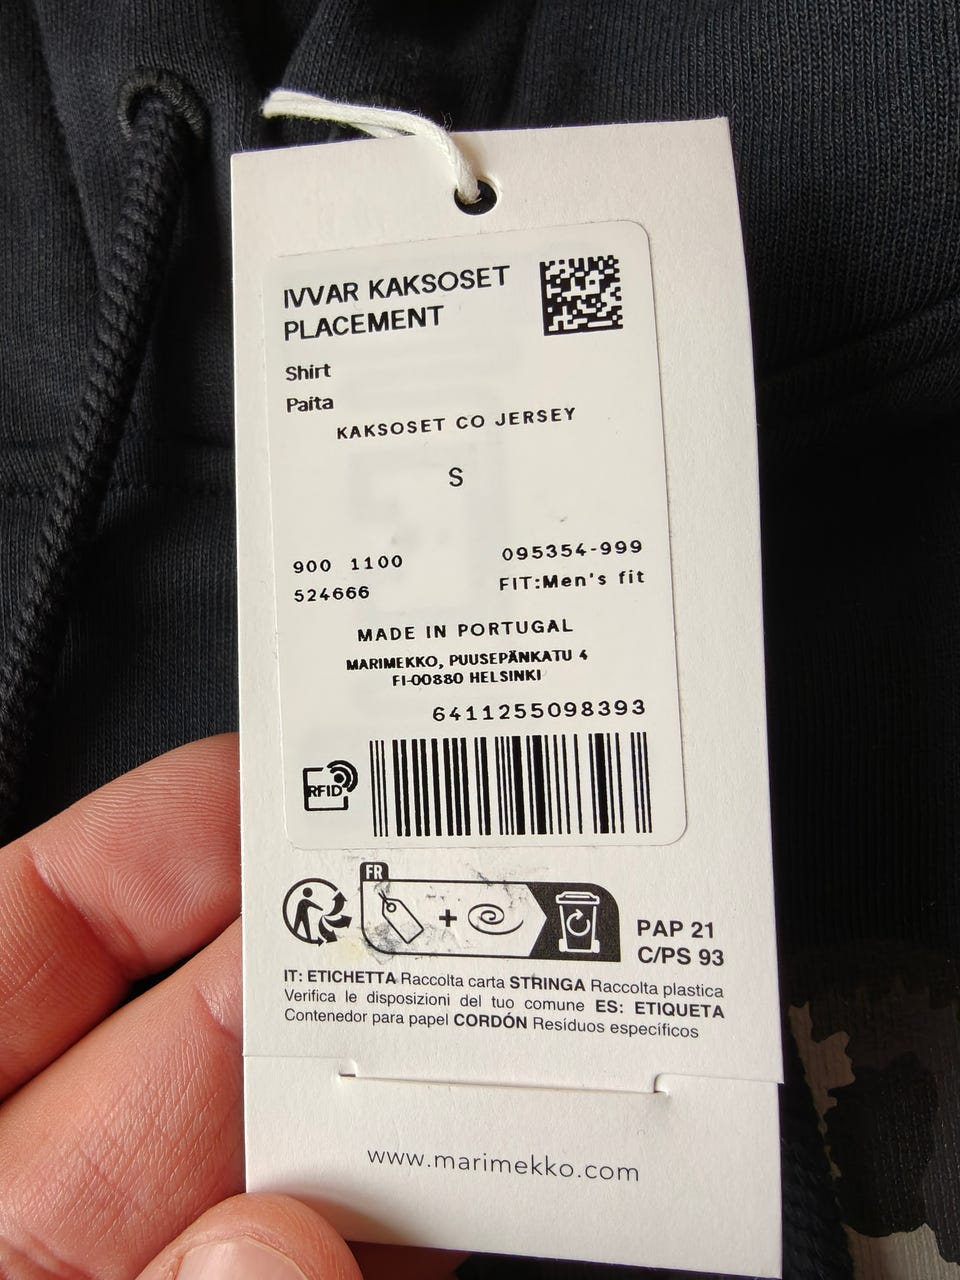 IVVAR KAKSOSET
PLACEMENT
Shirt
Paita
KAKSOSET CO JERSEY
S
900 1100 095354-999
524666 FIT:Men's fit
MADE IN PORTUGAL
MARIMEKKO, PUUSEPÄNKATU 4
FI-00880 HELSINKI
6411255098393
RFID
FR
+
PAP 21
C/PS 93
IT: ETICHETTA Raccolta carta STRINGA Raccolta plastica
Verifica le disposizioni del tuo comune ES: ETIQUETA
Contenedor para papel CORDÓN Resíduos específicos
www.marimekko.com